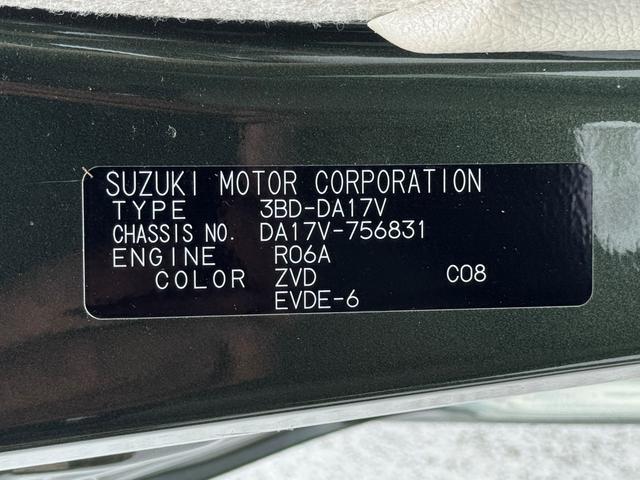 SUZUKI MOTOR CORPORATION
TYPE 3BD-DA17V
CHASSIS NO. DA17V-756831
ENGINE R06A
COLOR ZVD C08
EVDE-6